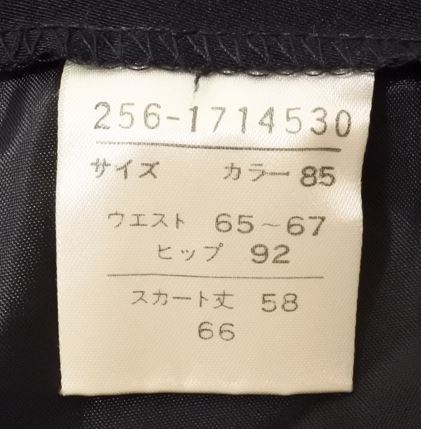 256-1714530
サイズ カラー 85
ウエスト 65~67
ヒップ 92
スカート丈 58
66